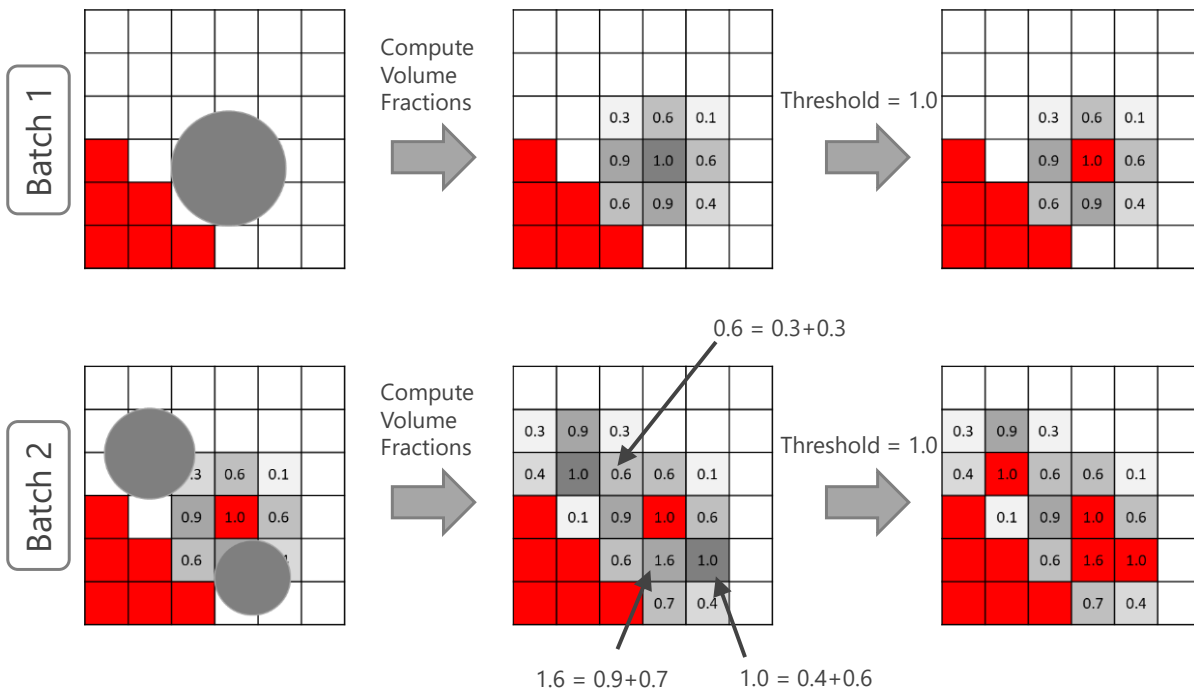 Batch 1
Compute
Volume
Fractions
Threshold = 1.0
0.3 0.6 0.1
0.9 1.0 0.6
0.6 0.9 0.4
0.3 0.6 0.1
0.9 1.0 0.6
0.6 0.9 0.4
0.6 = 0.3+0.3
Batch 2
0.6 0.1
0.9 1.0 0.6
0.6
Compute
Volume
Fractions
0.3 0.9 0.3
0.4 1.0 0.6 0.6 0.1
0.1 0.9 1.0 0.6
0.6 1.6 1.0
0.7 0.4
Threshold = 1.0
0.3 0.9 0.3
0.4 1.0 0.6 0.6 0.1
0.1 0.9 1.0 0.6
0.6 1.6 1.0
0.7 0.4
1.6 = 0.9+0.7
1.0 = 0.4+0.6